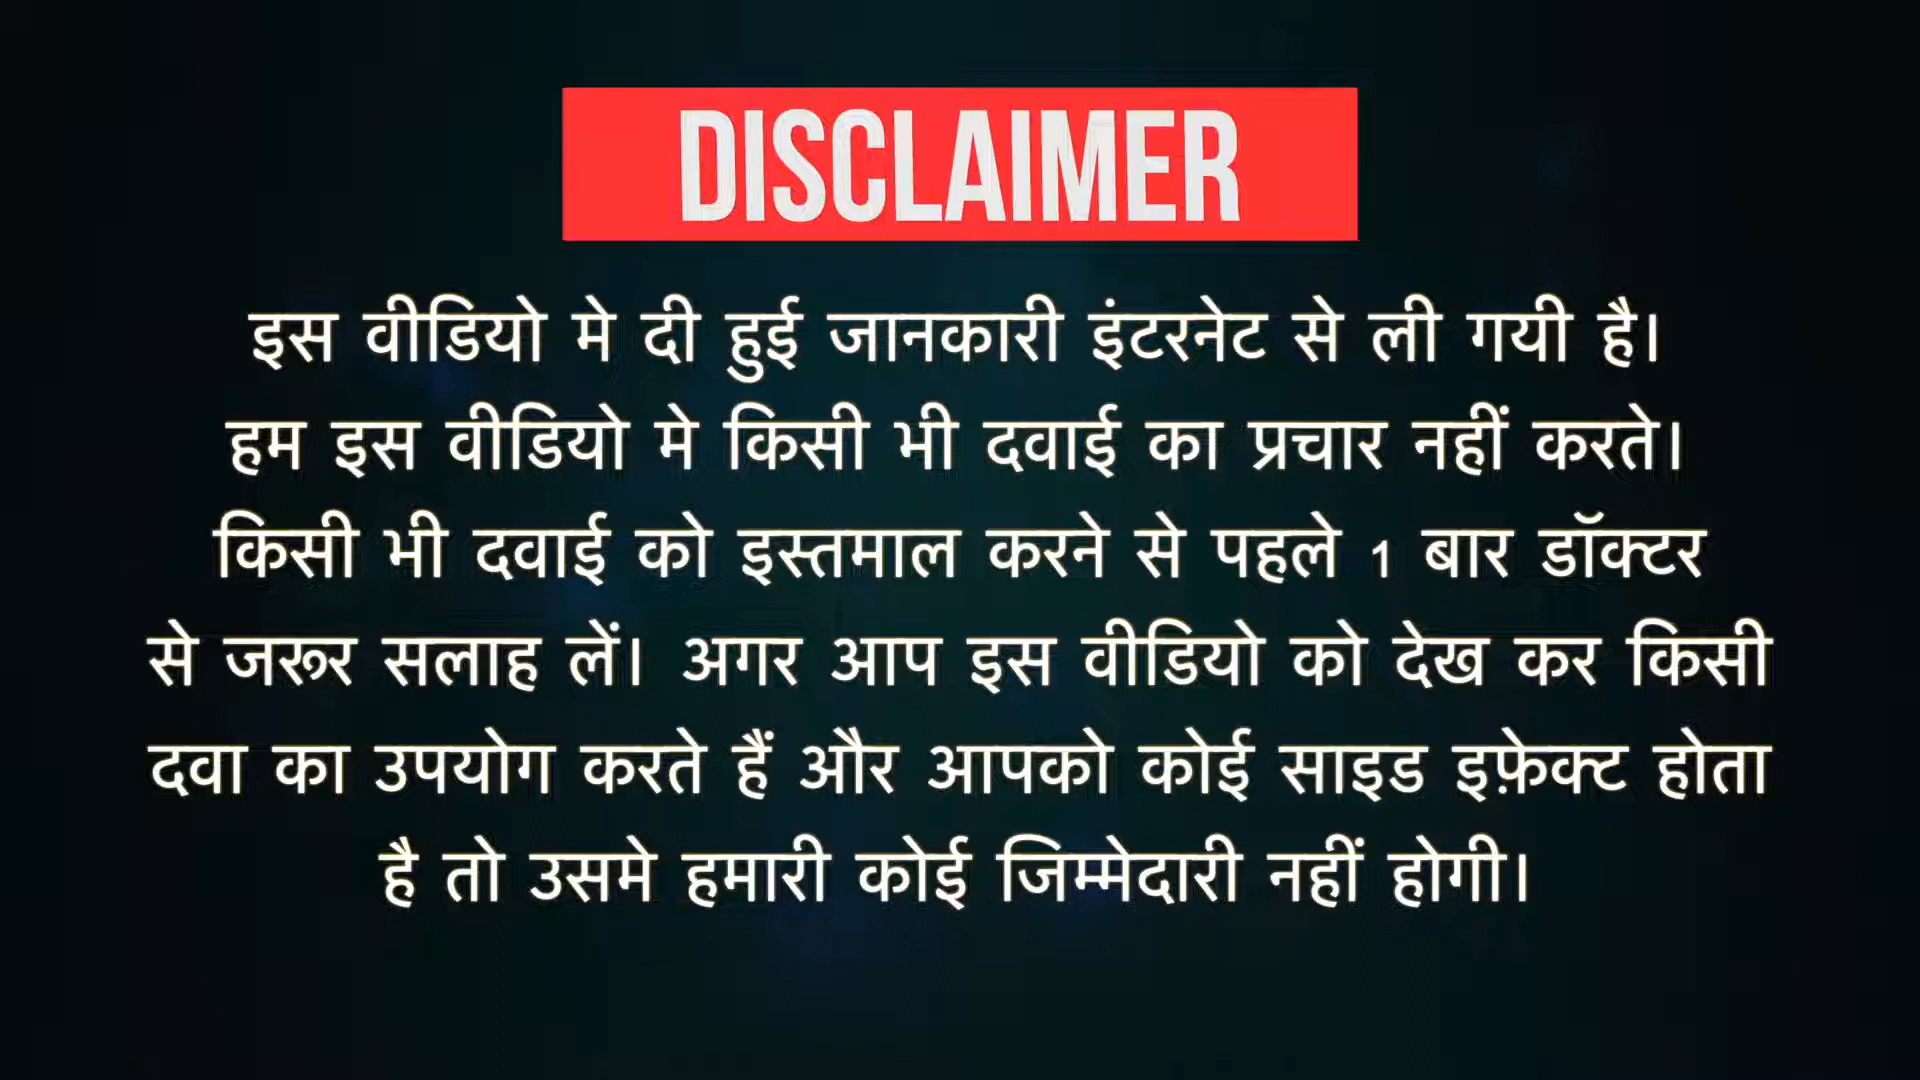 DISCLAIMER
इस वीडियो मे दी हुई जानकारी इंटरनेट से ली गयी है।
हम इस वीडियो मे किसी भी दवाई का प्रचार नहीं करते।
किसी भी दवाई को इस्तमाल करने से पहले 1 बार डॉक्टर
से जरूर सलाह लें। अगर आप इस वीडियो को देख कर किसी
दवा का उपयोग करते हैं और आपको कोई साइड इफ़ेक्ट होता
है तो उसमे हमारी कोई जिम्मेदारी नहीं होगी।